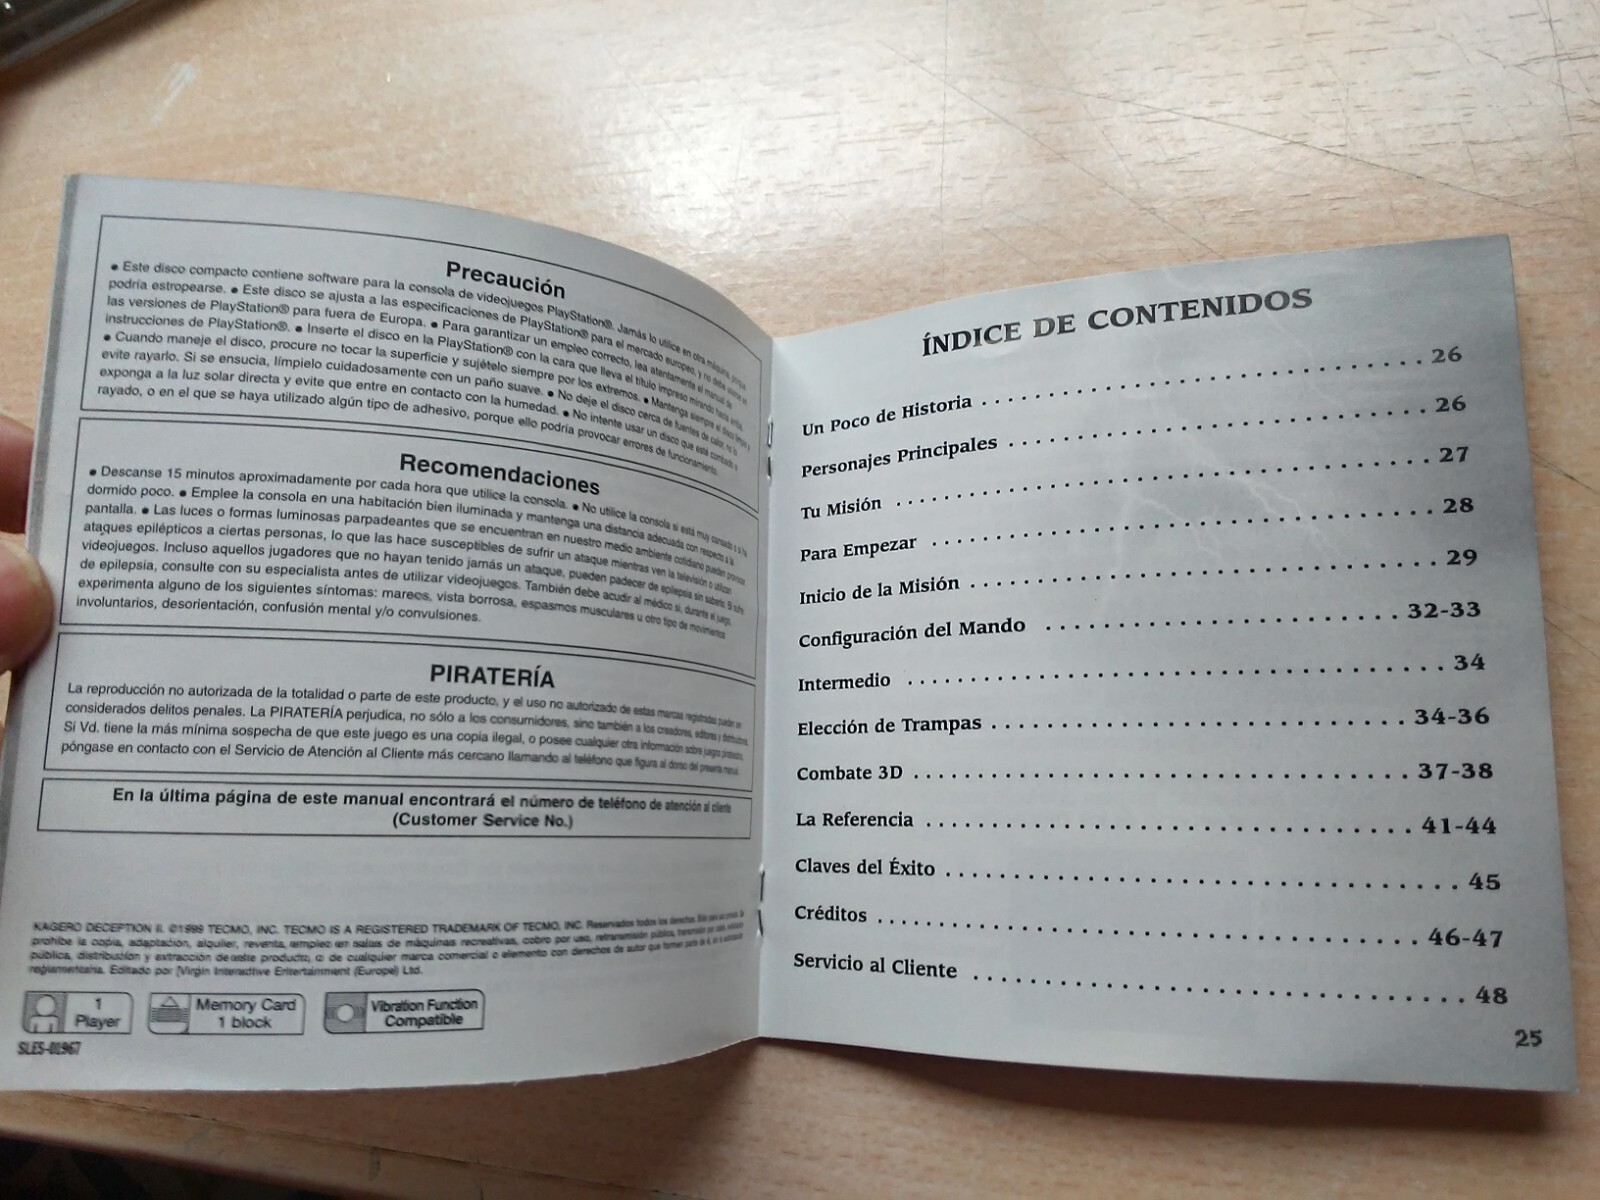 Precaución
• Este disco compacto contiene software para la consola de videojuegos PlayStation®. Jamás lo utilice en otra máquina, porque
podría estropearse. • Este disco se ajusta a las especificaciones de PlayStation® para el mercado europeo, y no debe usarse en
las versiones de PlayStation® para fuera de Europa. • Para garantizar un empleo correcto, lea atentamente el manual de
instrucciones de PlayStation®. • Inserte el disco en la PlayStation® con la cara que lleva el título impreso mirando hacia arriba.
• Cuando maneje el disco, procure no tocar la superficie y sujételo siempre por los extremos. • Mantenga siempre el disco limpio y
evite rayarlo. Si se ensucia, límpielo cuidadosamente con un paño suave. • No deje el disco cerca de fuentes de calor, no lo
exponga a la luz solar directa y evite que entre en contacto con la humedad. • No intente usar un disco que esté combado o
rayado, o en el que se haya utilizado algún tipo de adhesivo, porque ello podría provocar errores de funcionamiento.
Recomendaciones
• Descanse 15 minutos aproximadamente por cada hora que utilice la consola. • No utilice la consola si está muy cansado o si ha
dormido poco. • Emplee la consola en una habitación bien iluminada y mantenga una distancia adecuada con respecto a la
pantalla. • Las luces o formas luminosas parpadeantes que se encuentran en nuestro medio ambiente cotidiano pueden provocar
ataques epilépticos a ciertas personas, lo que las hace susceptibles de sufrir un ataque mientras ven la televisión o utilizan
videojuegos. Incluso aquellos jugadores que no hayan tenido jamás un ataque, pueden padecer de epilepsia sin saberlo. Si sufre
de epilepsia, consulte con su especialista antes de utilizar videojuegos. También debe acudir al médico si, durante el juego,
experimenta alguno de los siguientes síntomas: mareos, vista borrosa, espasmos musculares u otro tipo de movimientos
involuntarios, desorientación, confusión mental y/o convulsiones.
PIRATERÍA
La reproducción no autorizada de la totalidad o parte de este producto, y el uso no autorizado de estas marcas registradas pueden ser
considerados delitos penales. La PIRATERÍA perjudica, no sólo a los consumidores, sino también a los creadores, editores y distribuidores.
Si Vd. tiene la más mínima sospecha de que este juego es una copia ilegal, o posee cualquier otra información sobre juegos pirateados,
póngase en contacto con el Servicio de Atención al Cliente más cercano llamando al teléfono que figura al dorso del presente manual.
En la última página de este manual encontrará el número de teléfono de atención al cliente
(Customer Service No.)
KAGERO DECEPTION II. ©1999 TECMO, INC. TECMO IS A REGISTERED TRADEMARK OF TECMO, INC. Reservados todos los derechos. Sólo para uso privado. Se
prohíbe la copia, adaptación, alquiler, reventa, empleo en salas de máquinas recreativas, cobro por uso, retransmisión pública,
pública, distribución y extracción de este producto, o de cualquier marca comercial o elemento con derechos de autor que formen parte de él,
reglamentaria. Editado por [Virgin Interactive Entertainment (Europe) Ltd.
1
Player
Memory Card
1 block
Vibration Function
Compatible
SLES-01967
ÍNDICE DE CONTENIDOS
Un Poco de Historia . . . . . . . . . . 26
Personajes Principales . . . . . . . . . . 26
Tu Misión . . . . . . . . . . 27
Para Empezar . . . . . . . . . . 28
Inicio de la Misión . . . . . . . . . . 29
Configuración del Mando . . . . . . . . . . 32-33
Intermedio . . . . . . . . . . 34
Elección de Trampas . . . . . . . . . . 34-36
Combate 3D . . . . . . . . . . 37-38
La Referencia . . . . . . . . . . 41-44
Claves del Éxito . . . . . . . . . . 45
Créditos . . . . . . . . . . 46-47
Servicio al Cliente . . . . . . . . . . 48
25